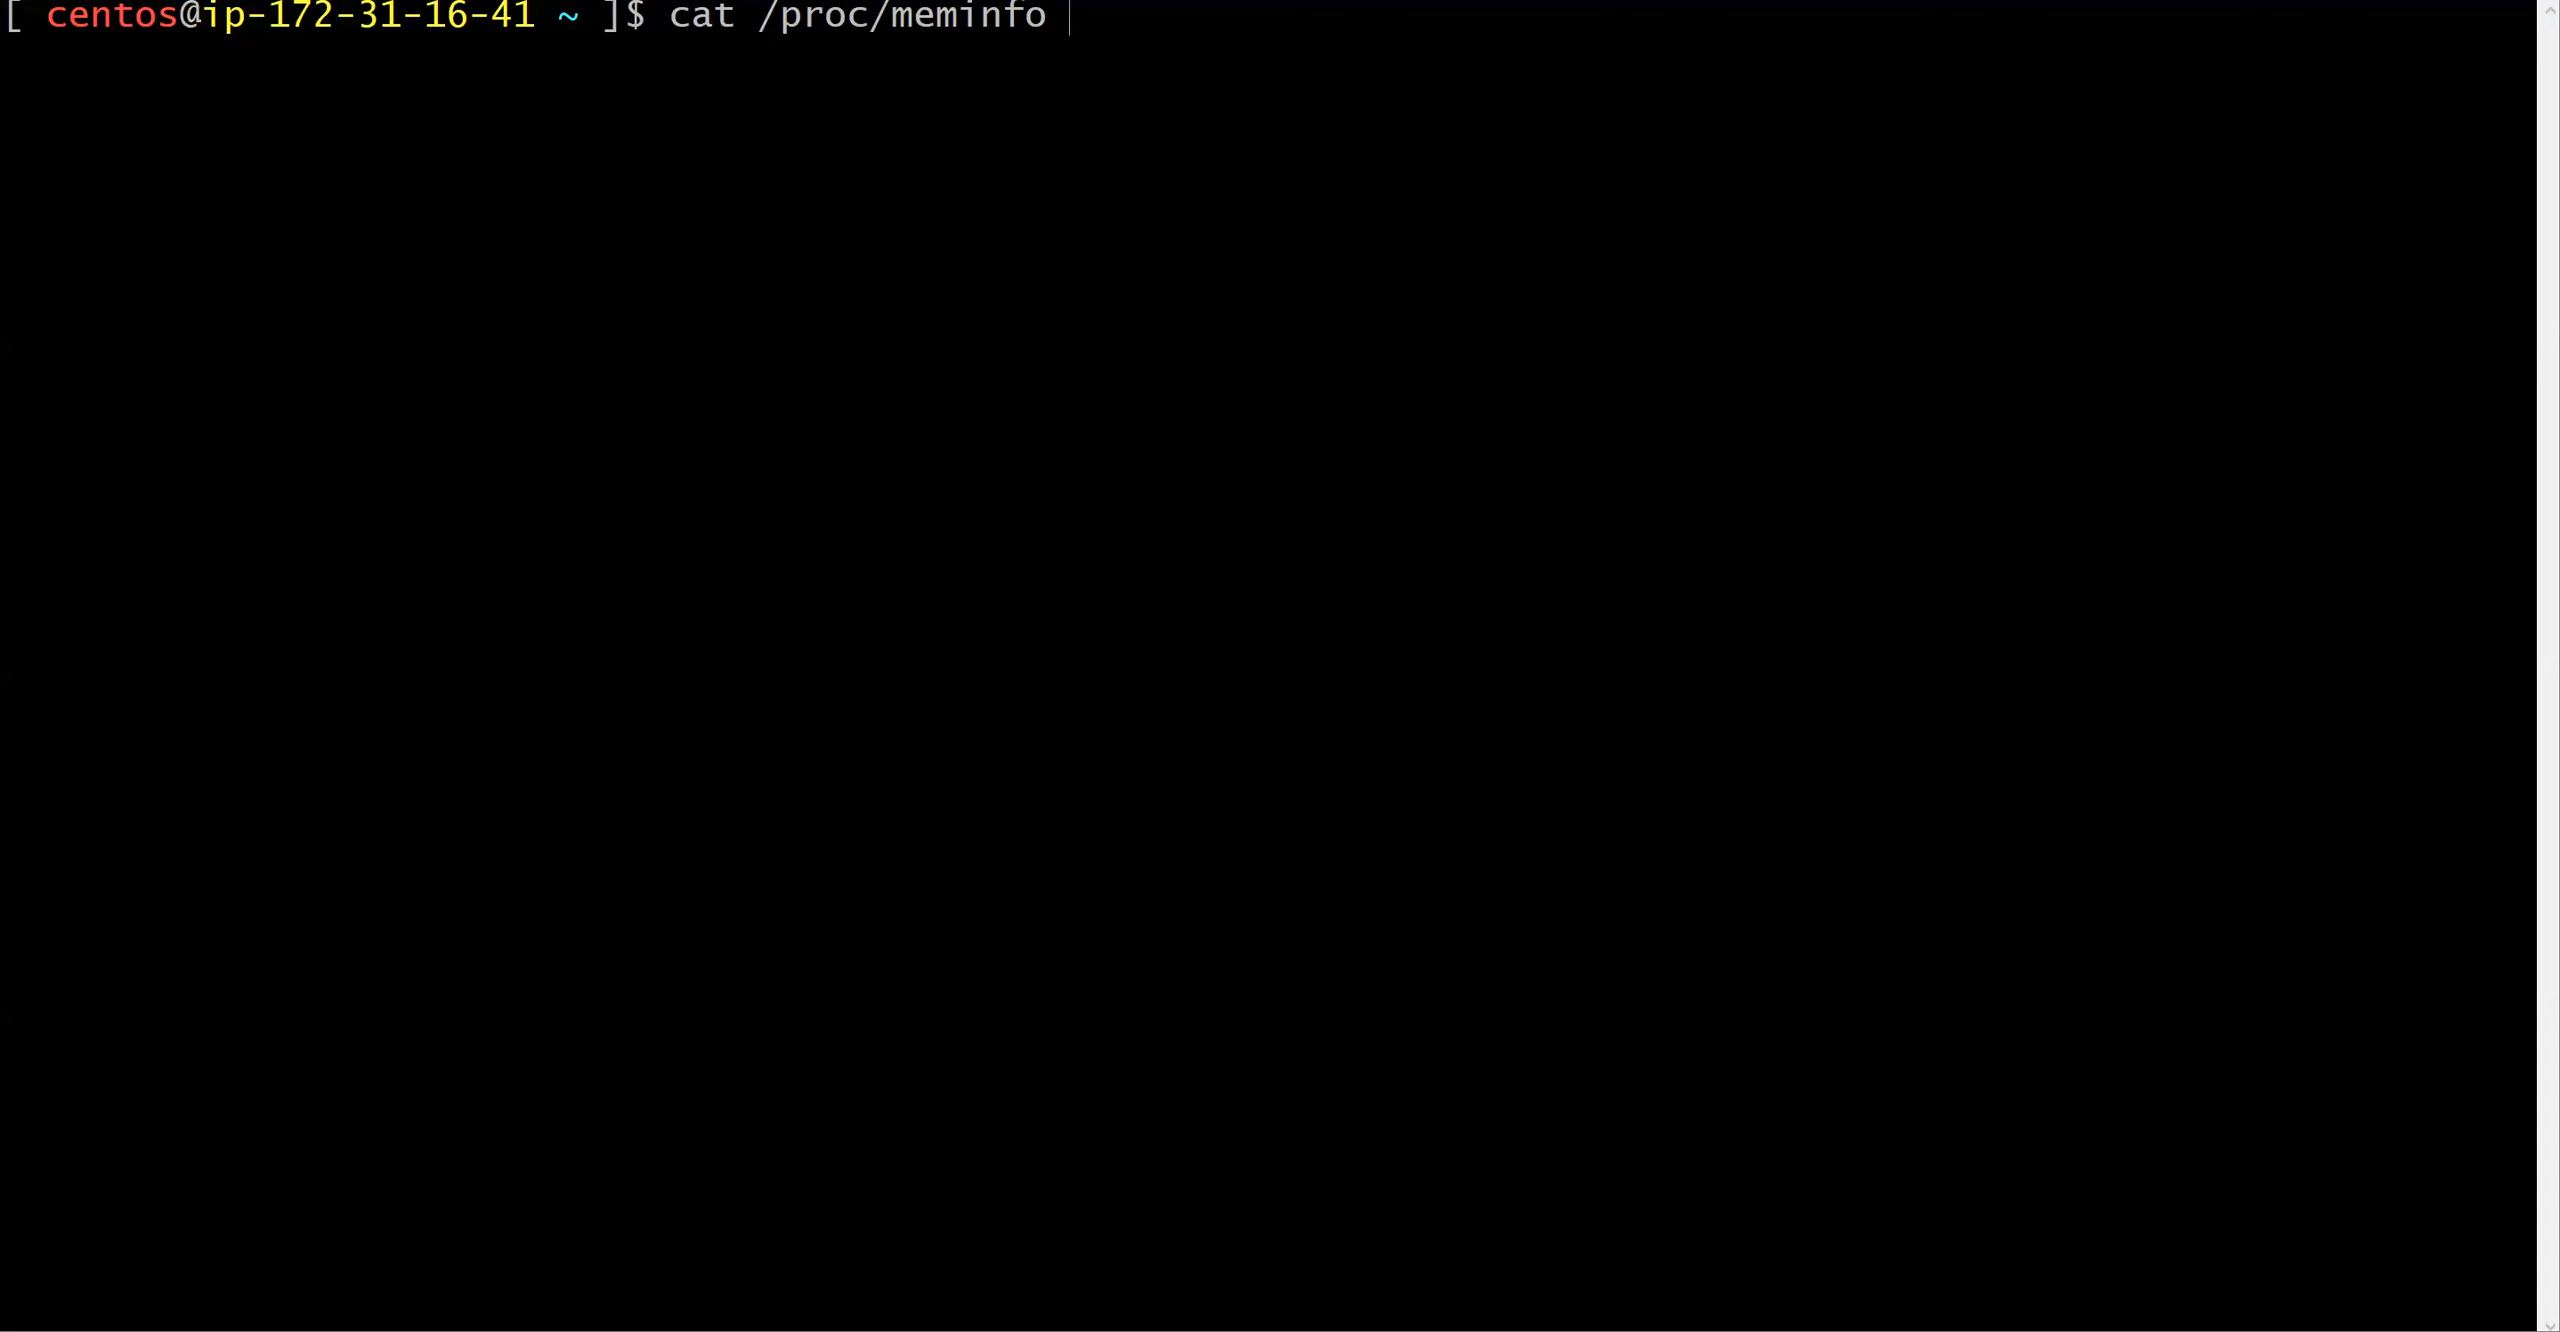 [ centos@ip-172-31-16-41 ~ ]$ cat /proc/meminfo